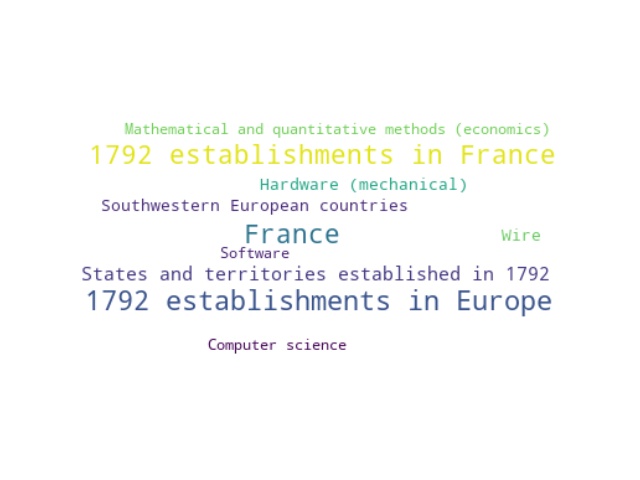 Mathematical and quantitative methods (economics)
1792 establishments in France
Hardware (mechanical)
Southwestern European countries
France
Wire
Software
States and territories established in 1792
1792 establishments in Europe
Computer science